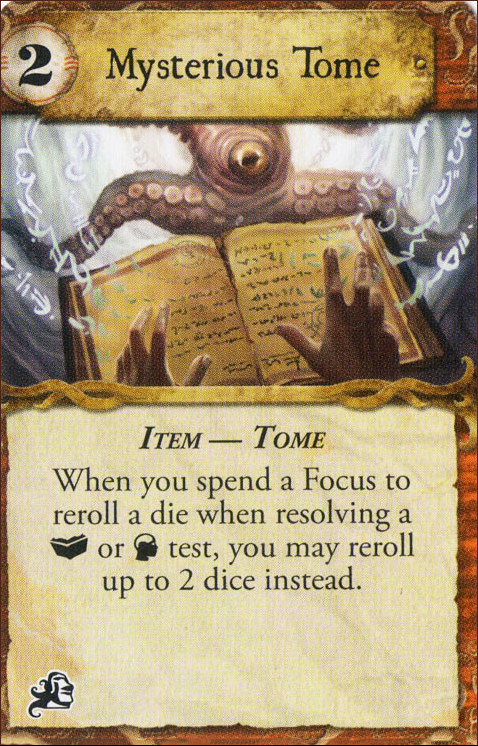 2
Mysterious Tome
Item — Tome
When you spend a Focus to
reroll a die when resolving a
or test, you may reroll
up to 2 dice instead.